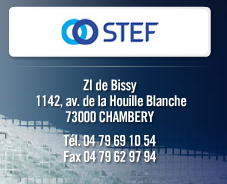 STEF
ZI de Bissy
1142, av. de la Houille Blanche
73000 CHAMBERY
Tél. 04 79 69 10 54
Fax 04 79 62 97 94